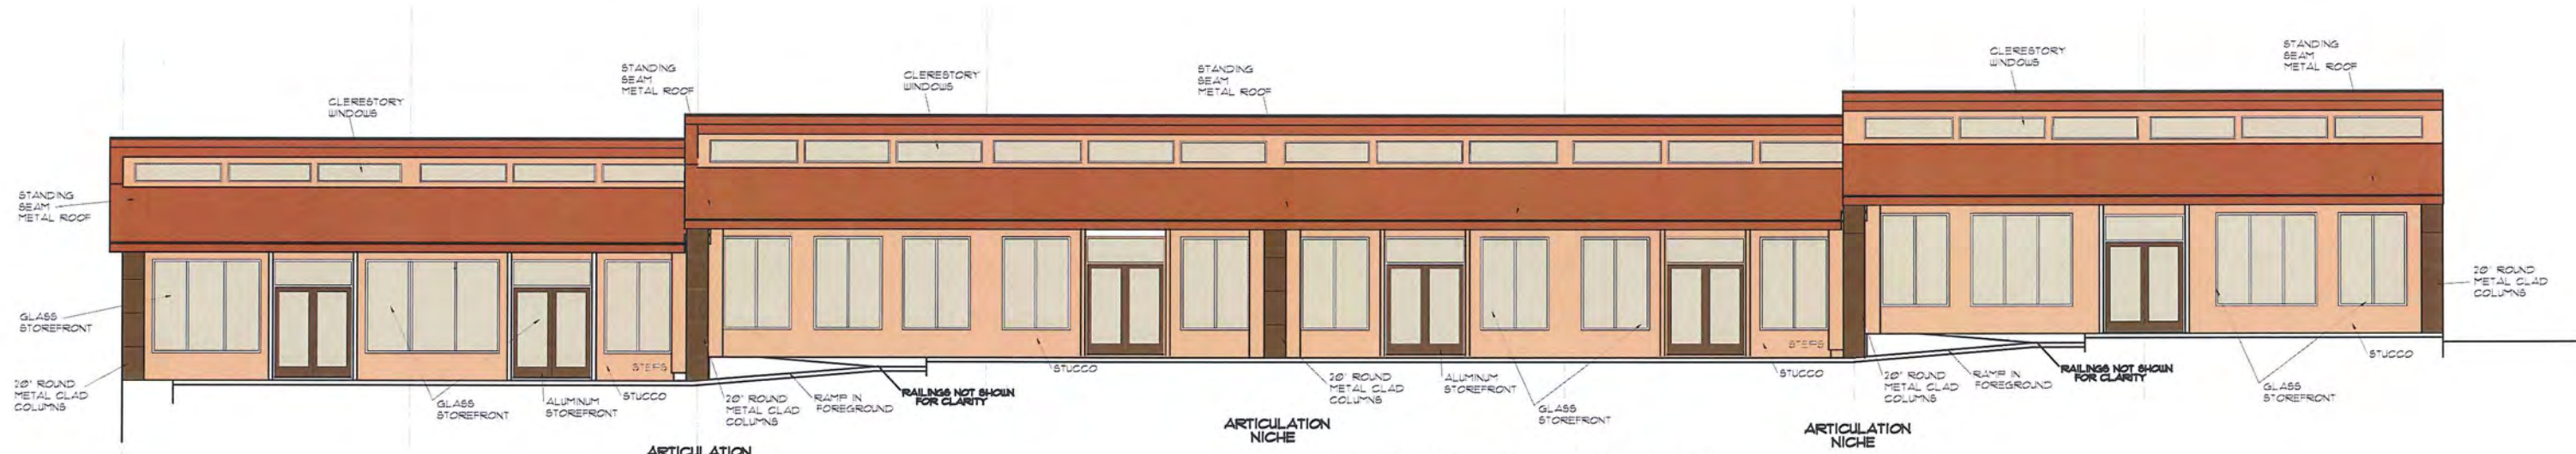 STANDING
SEAM
METAL ROOF
CLERESTORY
WINDOWS
STANDING
SEAM
METAL ROOF
CLERESTORY
WINDOWS
STANDING
SEAM
METAL ROOF
CLERESTORY
WINDOWS
STANDING
SEAM
METAL ROOF
GLASS
STOREFRONT
20" ROUND
METAL CLAD
COLUMNS
GLASS
STOREFRONT
ALUMINUM
STOREFRONT
STUCCO
STEPS
20" ROUND
METAL CLAD
COLUMNS
RAMP IN
FOREGROUND
RAILINGS NOT SHOWN
FOR CLARITY
STUCCO
20" ROUND
METAL CLAD
COLUMNS
ALUMINUM
STOREFRONT
GLASS
STOREFRONT
STUCCO
STEPS
20" ROUND
METAL CLAD
COLUMNS
RAMP IN
FOREGROUND
RAILINGS NOT SHOWN
FOR CLARITY
GLASS
STOREFRONT
STUCCO
20" ROUND
METAL CLAD
COLUMNS
ARTICULATION
ARTICULATION
NICHE
ARTICULATION
NICHE